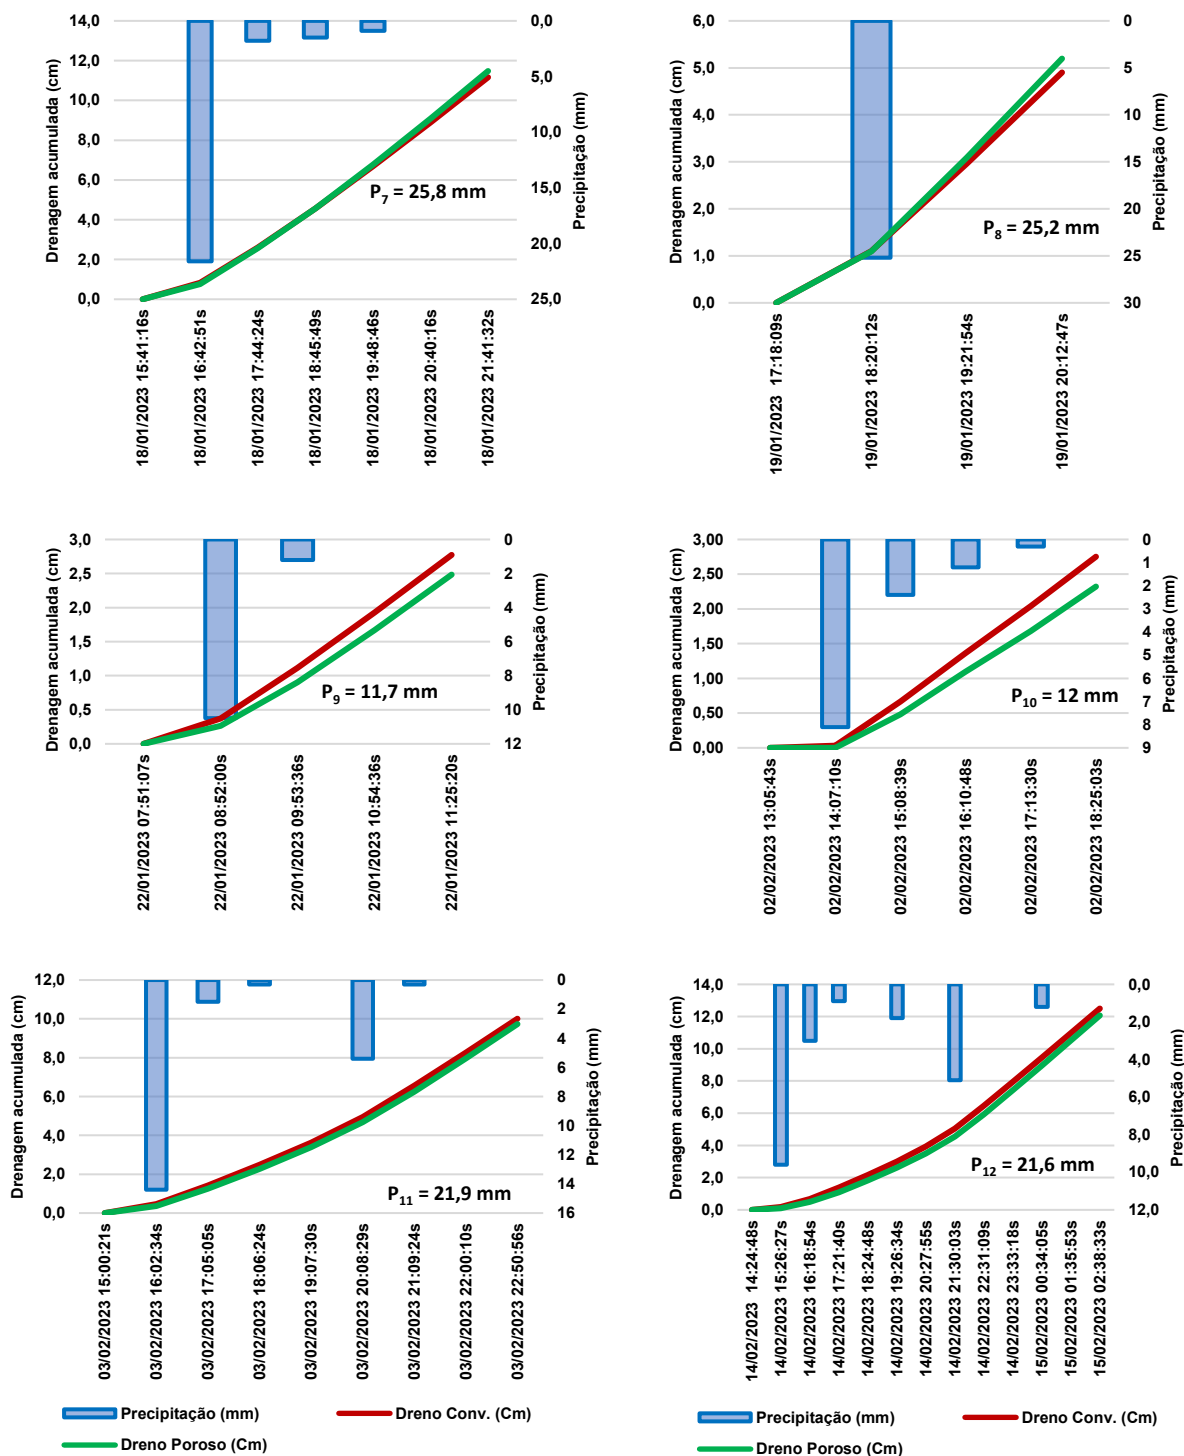 Drenagem acumulada (cm)
14,0
12,0
10,0
8,0
6,0
4,0
2,0
0,0
0,0
5,0
10,0
15,0
20,0
25,0
Precipitação (mm)
P7 = 25,8 mm
18/01/2023 15:41:16s
18/01/2023 16:42:51s
18/01/2023 17:44:24s
18/01/2023 18:45:49s
18/01/2023 19:48:46s
18/01/2023 20:40:16s
18/01/2023 21:41:32s
Drenagem acumulada (cm)
6,0
5,0
4,0
3,0
2,0
1,0
0,0
0
5
10
15
20
25
30
Precipitação (mm)
P8 = 25,2 mm
19/01/2023 17:18:09s
19/01/2023 18:20:12s
19/01/2023 19:21:54s
19/01/2023 20:12:47s
Drenagem acumulada (cm)
3,0
2,5
2,0
1,5
1,0
0,5
0,0
0
2
4
6
8
10
12
Precipitação (mm)
P9 = 11,7 mm
22/01/2023 07:51:07s
22/01/2023 08:52:00s
22/01/2023 09:53:36s
22/01/2023 10:54:36s
22/01/2023 11:25:20s
Drenagem acumulada (cm)
3,00
2,50
2,00
1,50
1,00
0,50
0,00
0
1
2
3
4
5
6
7
8
9
Precipitação (mm)
P10 = 12 mm
02/02/2023 13:05:43s
02/02/2023 14:07:10s
02/02/2023 15:08:39s
02/02/2023 16:10:48s
02/02/2023 17:13:30s
02/02/2023 18:25:03s
Drenagem acumulada (cm)
12,0
10,0
8,0
6,0
4,0
2,0
0,0
0
2
4
6
8
10
12
14
16
Precipitação (mm)
P11 = 21,9 mm
03/02/2023 15:00:21s
03/02/2023 16:02:34s
03/02/2023 17:05:05s
03/02/2023 18:06:24s
03/02/2023 19:07:30s
03/02/2023 20:08:29s
03/02/2023 21:09:24s
03/02/2023 22:00:10s
03/02/2023 22:50:56s
Precipitação (mm)
Dreno Conv. (Cm)
Dreno Poroso (Cm)
Drenagem acumulada (cm)
14,0
12,0
10,0
8,0
6,0
4,0
2,0
0,0
0,0
2,0
4,0
6,0
8,0
10,0
12,0
Precipitação (mm)
P12 = 21,6 mm
14/02/2023 14:24:48s
14/02/2023 15:26:27s
14/02/2023 16:18:54s
14/02/2023 17:21:40s
14/02/2023 18:24:48s
14/02/2023 19:26:34s
14/02/2023 20:27:55s
14/02/2023 21:30:03s
14/02/2023 22:31:09s
14/02/2023 23:33:18s
15/02/2023 00:34:05s
15/02/2023 01:35:53s
15/02/2023 02:38:33s
Precipitação (mm)
Dreno Conv. (Cm)
Dreno Poroso (Cm)